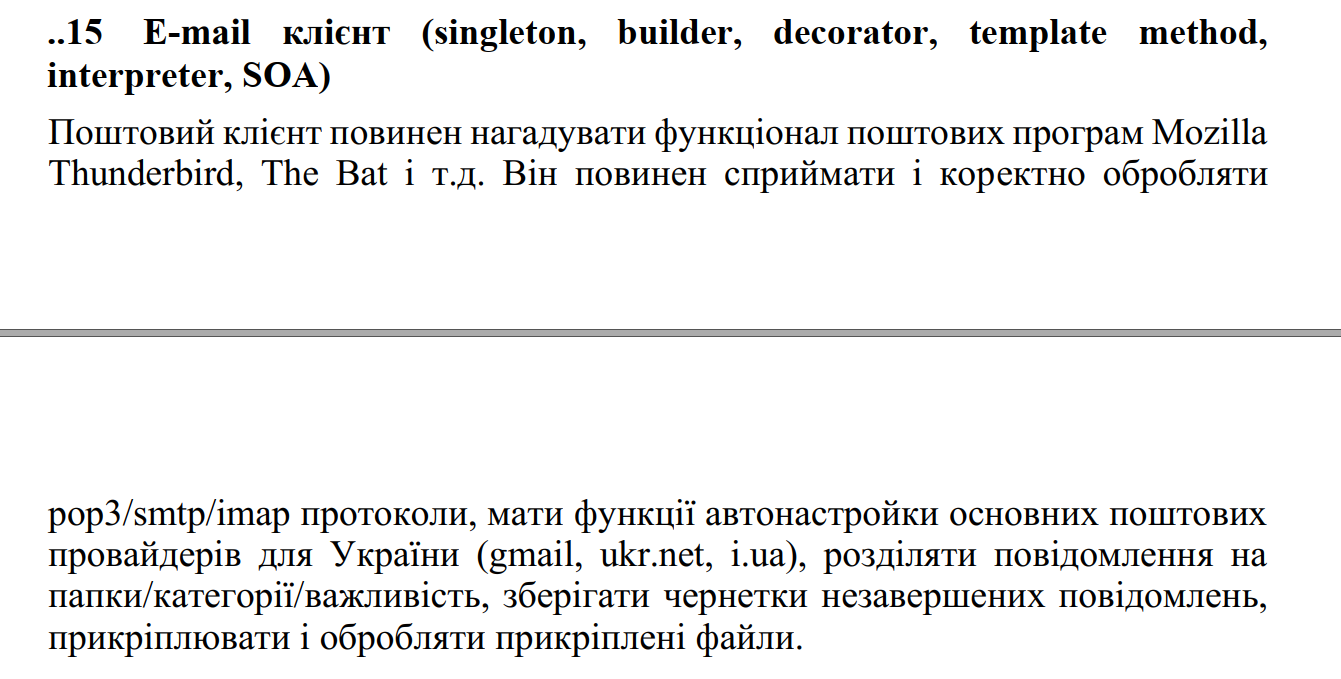 ..15 E-mail клієнт (singleton, builder, decorator, template method,
interpreter, SOA)
Поштовий клієнт повинен нагадувати функціонал поштових програм Mozilla
Thunderbird, The Bat і т.д. Він повинен сприймати і коректно обробляти
pop3/smtp/imap протоколи, мати функції автонастройки основних поштових
провайдерів для України (gmail, ukr.net, i.ua), розділяти повідомлення на
папки/категорії/важливість, зберігати чернетки незавершених повідомлень,
прикріплювати і обробляти прикріплені файли.